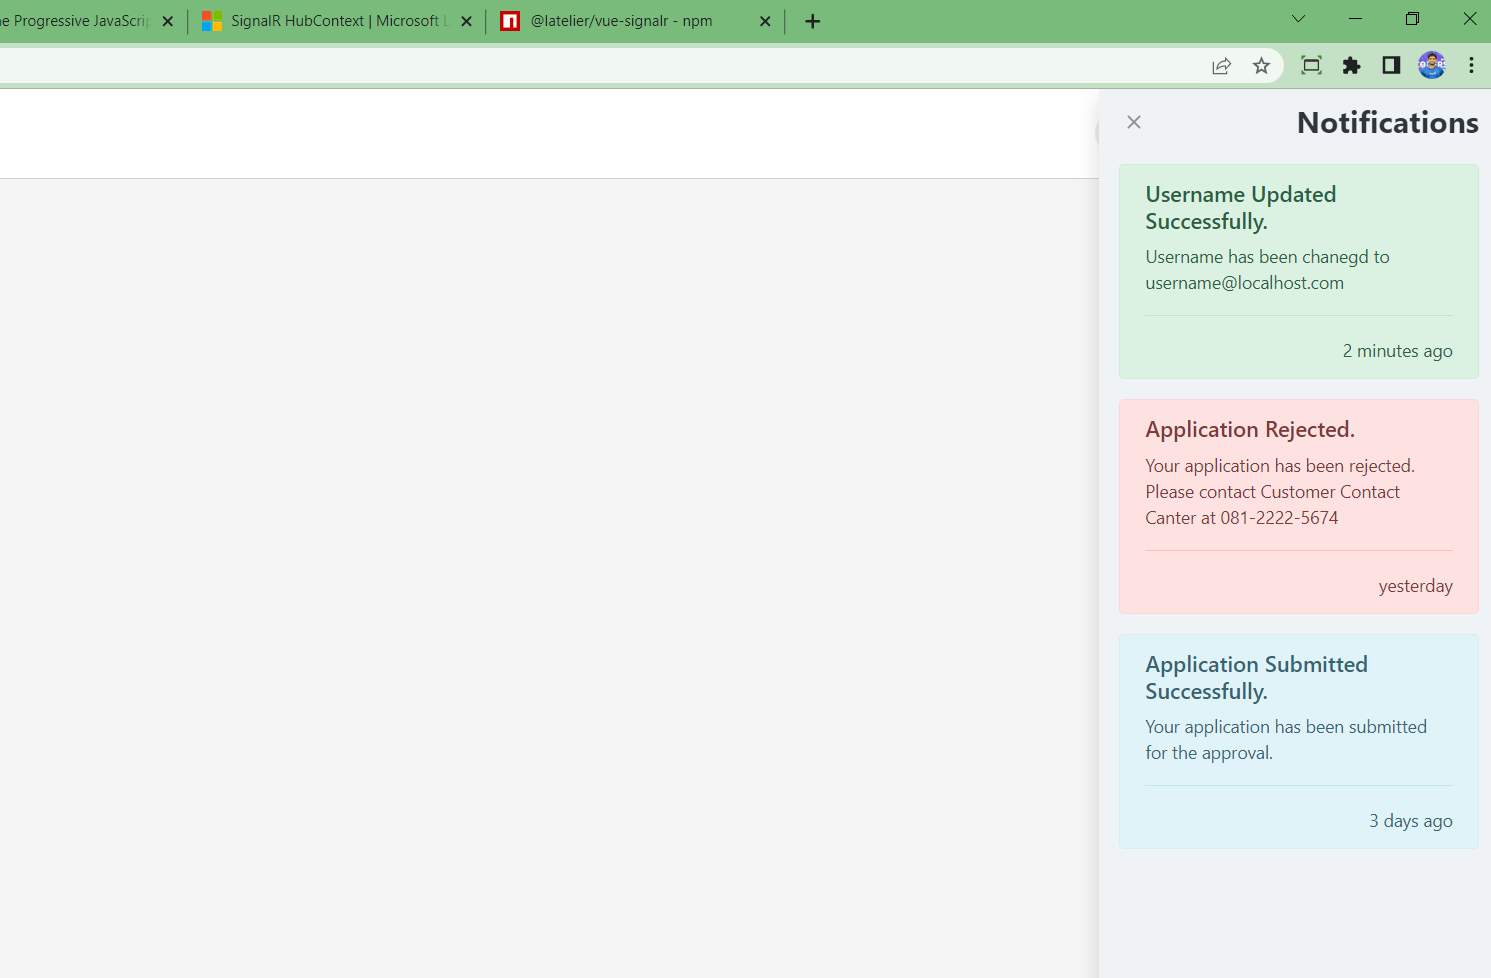 e Progressive JavaScrip
SignalR HubContext | Microsoft L
@latelier/vue-signalr - npm
Notifications
Username Updated
Successfully.
Username has been chanegd to
username@localhost.com
2 minutes ago
Application Rejected.
Your application has been rejected.
Please contact Customer Contact
Canter at 081-2222-5674
yesterday
Application Submitted
Successfully.
Your application has been submitted
for the approval.
3 days ago